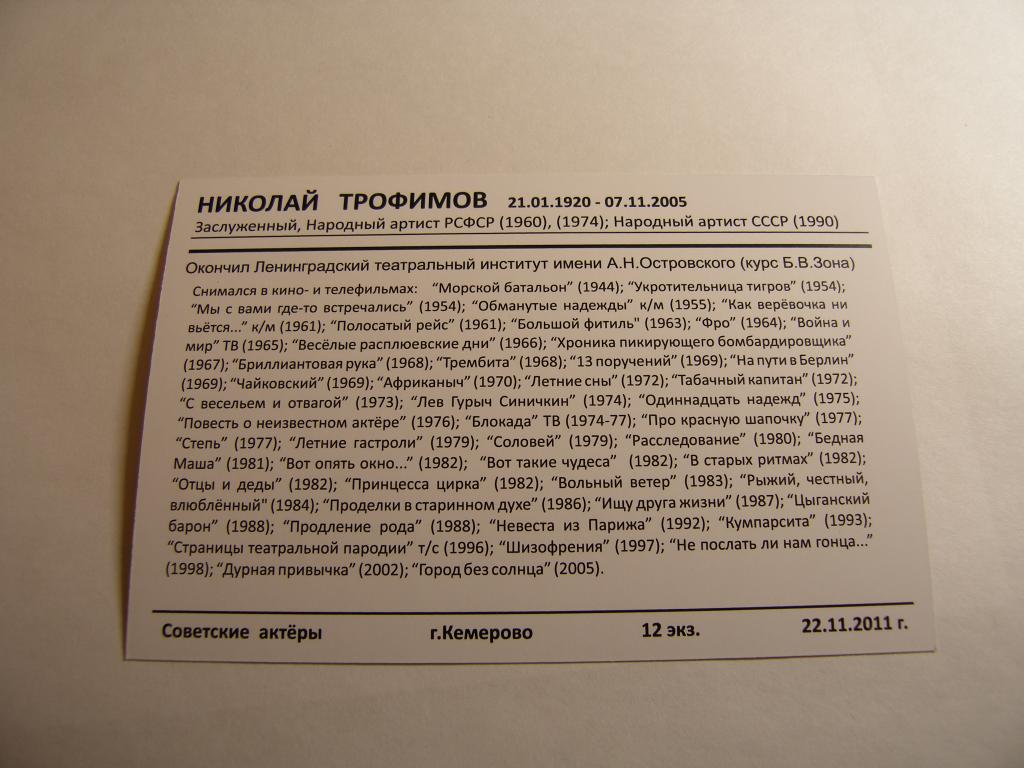 НИКОЛАЙ ТРОФИМОВ 21.01.1920 - 07.11.2005
Заслуженный, Народный артист РСФСР (1960), (1974); Народный артист СССР (1990)
Окончил Ленинградский театральный институт имени А.Н.Островского (курс Б.В.Зона)
Снимался в кино- и телефильмах: “Морской батальон” (1944); “Укротительница тигров” (1954);
“Мы с вами где-то встречались” (1954); “Обманутые надежды” к/м (1955); “Как верёвочка ни
вьётся...” к/м (1961); “Полосатый рейс” (1961); “Большой фитиль" (1963); “Фро” (1964); “Война и
мир” ТВ (1965); “Весёлые расплюевские дни” (1966); “Хроника пикирующего бомбардировщика”
(1967); “Бриллиантовая рука” (1968); “Трембита” (1968); “13 поручений” (1969); “На пути в Берлин”
(1969); “Чайковский” (1969); “Африканыч” (1970); “Летние сны” (1972); “Табачный капитан” (1972);
“С весельем и отвагой” (1973); “Лев Гурыч Синичкин” (1974); “Одиннадцать надежд” (1975);
“Повесть о неизвестном актёре” (1976); “Блокада” ТВ (1974-77); “Про красную шапочку” (1977);
“Степь” (1977); “Летние гастроли” (1979); “Соловей” (1979); “Расследование” (1980); “Бедная
Маша” (1981); “Вот опять окно...” (1982); “Вот такие чудеса” (1982); “В старых ритмах” (1982);
“Отцы и деды” (1982); “Принцесса цирка” (1982); “Вольный ветер” (1983); “Рыжий, честный,
влюблённый" (1984); “Проделки в старинном духе” (1986); “Ищу друга жизни” (1987); “Цыганский
барон” (1988); “Продление рода” (1988); “Невеста из Парижа” (1992); “Кумпарсита” (1993);
“Страницы театральной пародии” т/с (1996); “Шизофрения” (1997); “Не послать ли нам гонца...”
(1998); “Дурная привычка” (2002); “Город без солнца” (2005).
Советские актёры г.Кемерово 12 экз. 22.11.2011 г.